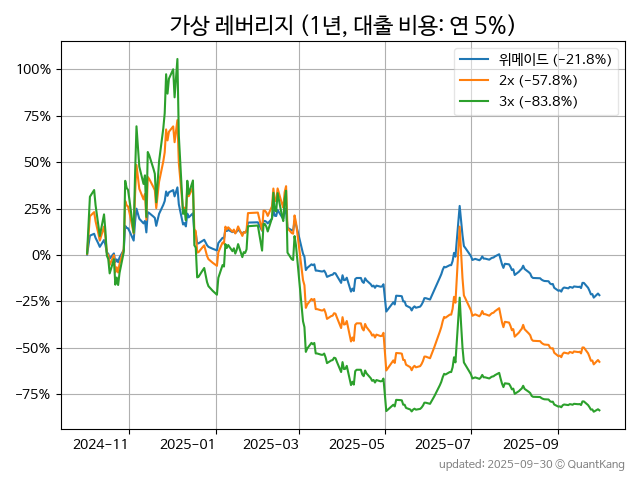 가상 레버리지 (1년, 대출 비용: 연 5%)
위메이드 (−21.8%)
2x (−57.8%)
3x (−83.8%)
100%
75%
50%
25%
0%
−25%
−50%
−75%
2024-11
2025-01
2025-03
2025-05
2025-07
2025-09
updated: 2025-09-30 © QuantKang